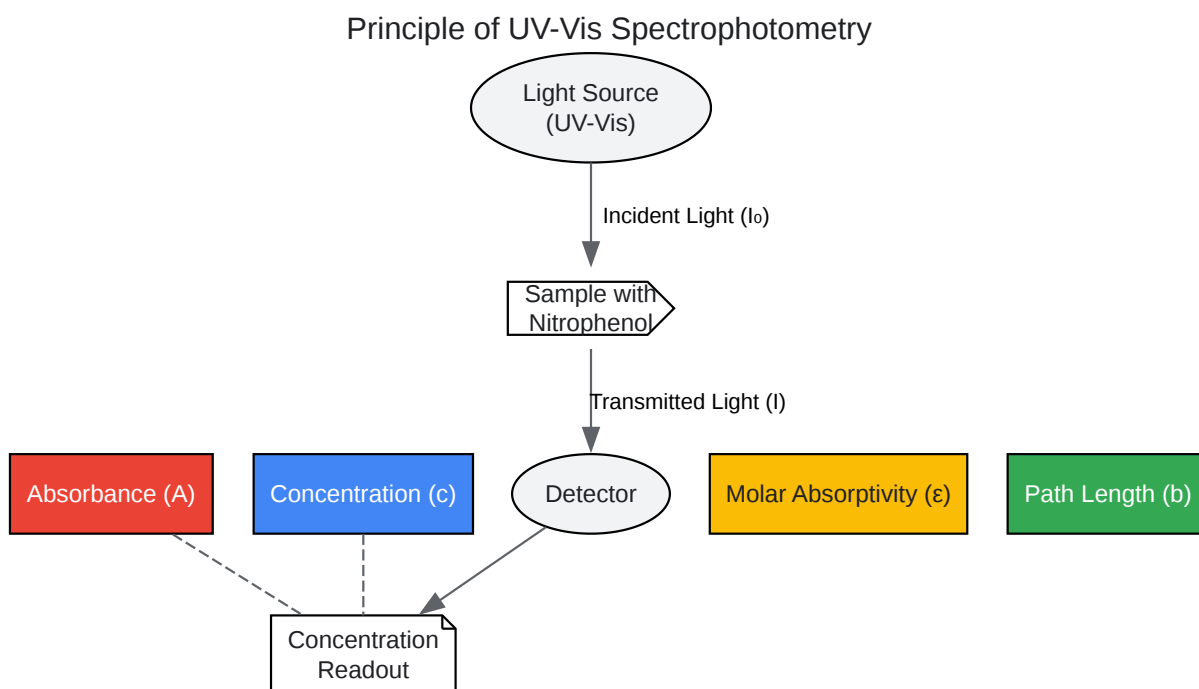 Principle of UV-Vis Spectrophotometry
Light Source
(UV-Vis)
Incident Light (I₀)
Sample with
Nitrophenol
Transmitted Light (I)
Absorbance (A)
Concentration (c)
Detector
Molar Absorptivity (ε)
Path Length (b)
Concentration
Readout